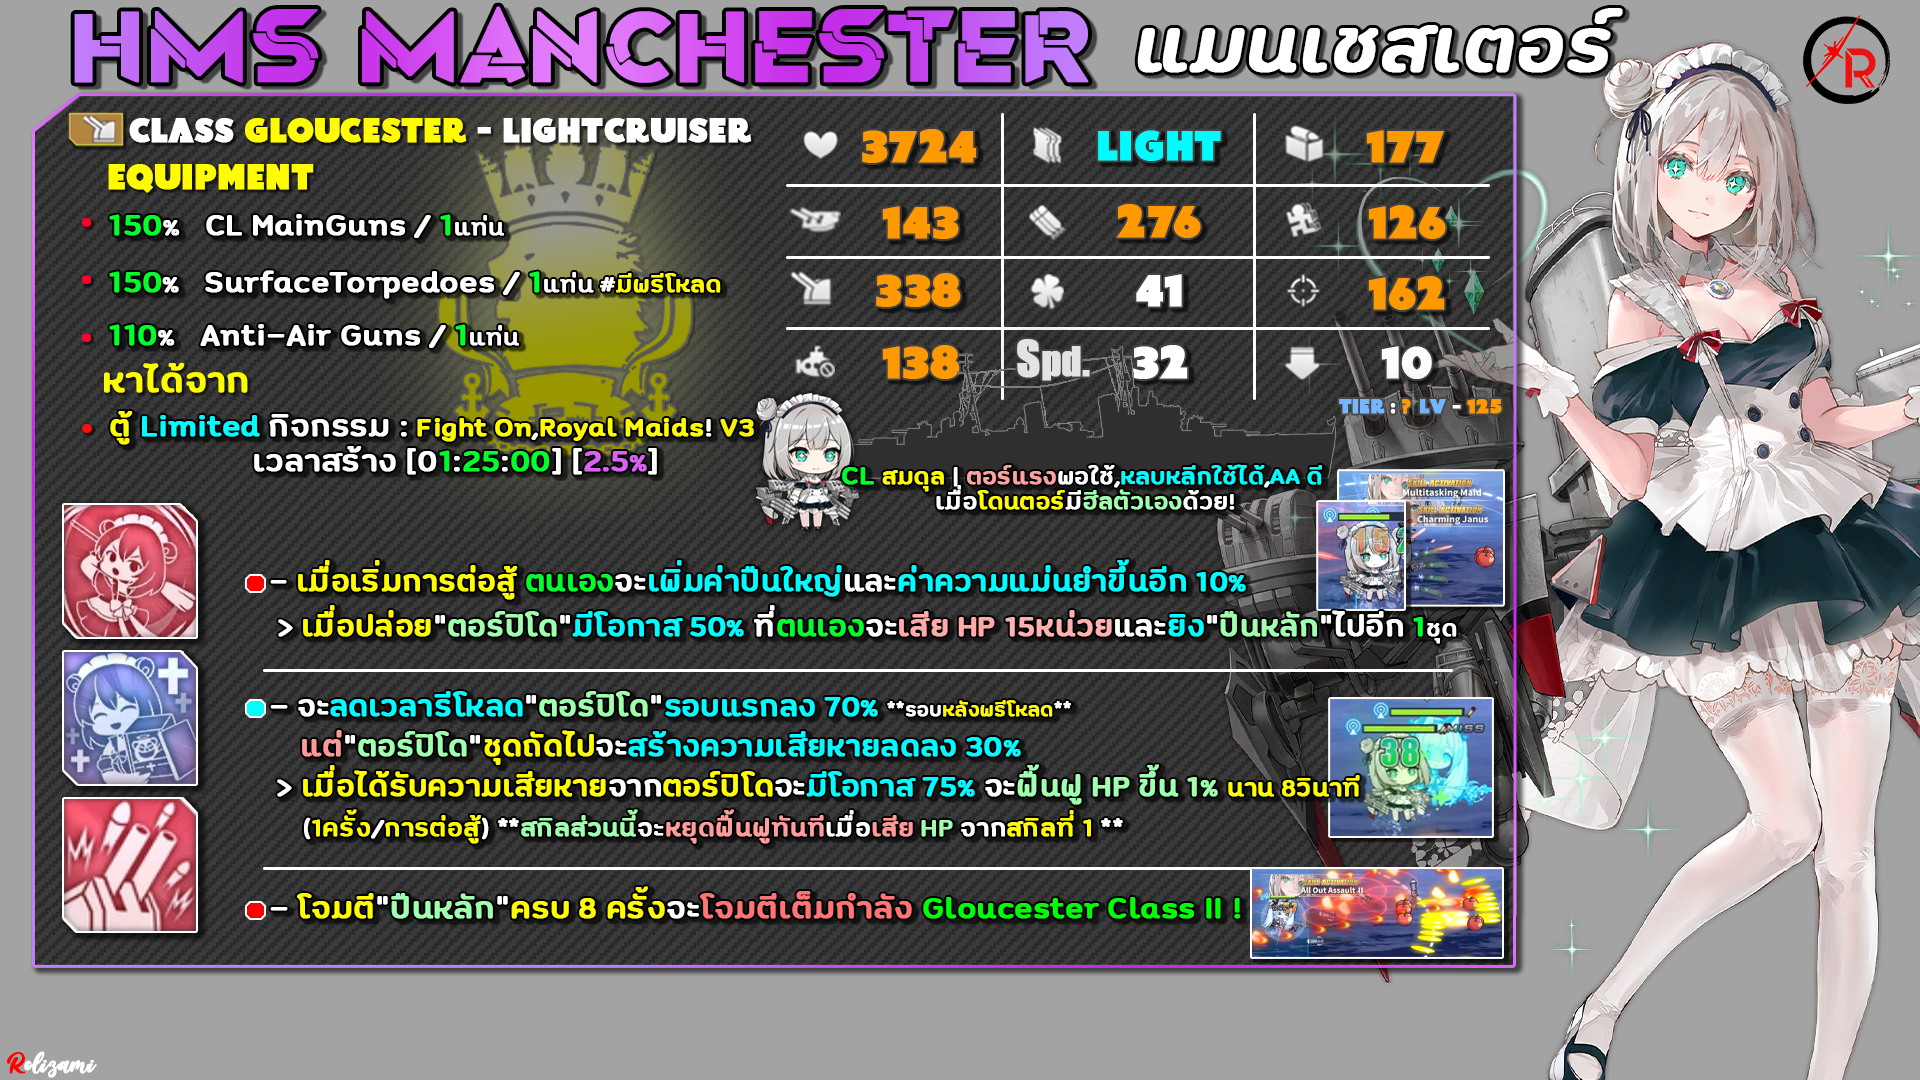 HMS MANCHESTER แมนเชสเตอร์
R
CLASS GLOUCESTER - LIGHTCRUISER
EQUIPMENT
150% CL MainGuns / 1แท่น
150% SurfaceTorpedoes / 1แท่น #มีพรีโหลด
110% Anti-Air Guns / 1แท่น
หาได้จาก
ตู้ Limited กิจกรรม : Fight On,Royal Maids! V3
เวลาสร้าง [01:25:00] [2.5%]
3724 LIGHT 177
143 276 126
338 41 162
138 Spd. 32 10
TIER : ? LV - 125
CL สมดุล | ตอร์แรงพอใช้,หลบหลีกใช้ได้,AA ดี
เมื่อโดนตอร์มีฮีลตัวเองด้วย!
SKILL ACTIVATION
Multitasking Maid
SKILL ACTIVATION
Charming Janus
15
- เมื่อเริ่มการต่อสู้ ตนเองจะเพิ่มค่าปืนใหญ่และค่าความแม่นยำขึ้นอีก 10%
> เมื่อปล่อย"ตอร์ปิโด"มีโอกาส 50% ที่ตนเองจะเสีย HP 15หน่วยและยิง"ปืนหลัก"ไปอีก 1ชุด
- จะลดเวลารีโหลด"ตอร์ปิโด"รอบแรกลง 70% **รอบหลังพรีโหลด**
แต่"ตอร์ปิโด"ชุดถัดไปจะสร้างความเสียหายลดลง 30%
> เมื่อได้รับความเสียหายจากตอร์ปิโดจะมีโอกาส 75% จะฟื้นฟู HP ขึ้น 1% นาน 8วินาที
(1ครั้ง/การต่อสู้) **สกิลส่วนนี้จะหยุดฟื้นฟูทันทีเมื่อเสีย HP จากสกิลที่ 1 **
MISS
38
- โจมตี"ปืนหลัก"ครบ 8 ครั้งจะโจมตีเต็มกำลัง Gloucester Class II !
SKILL ACTIVATION
All Out Assault II
Rolizami